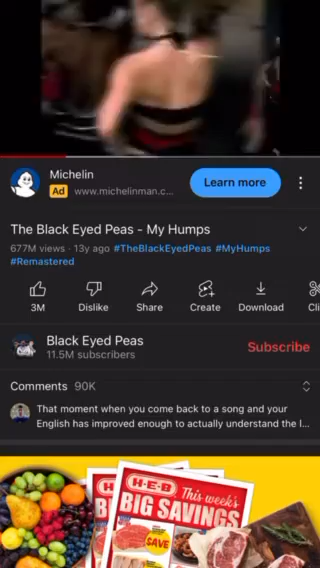 Michelin
Ad www.michelinman.c...
Learn more
The Black Eyed Peas - My Humps
677M views · 13y ago #TheBlackEyedPeas #MyHumps
#Remastered
3M Dislike Share Create Download Cli
Black Eyed Peas
11.5M subscribers
Subscribe
Comments 90K
That moment when you come back to a song and your
English has improved enough to actually understand the l...
H-E-B
This week's
BIG SAVINGS
SAVE